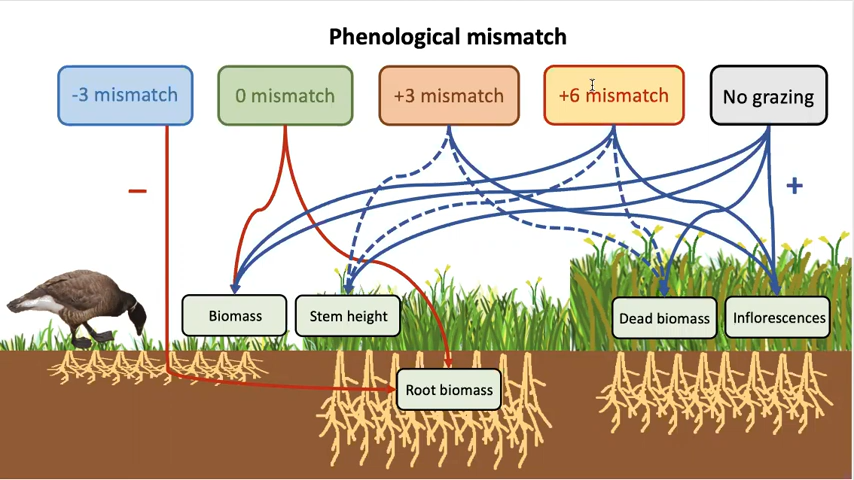 Phenological mismatch
-3 mismatch
0 mismatch
+3 mismatch
+6 mismatch
No grazing
–
+
Biomass
Stem height
Dead biomass
Inflorescences
Root biomass